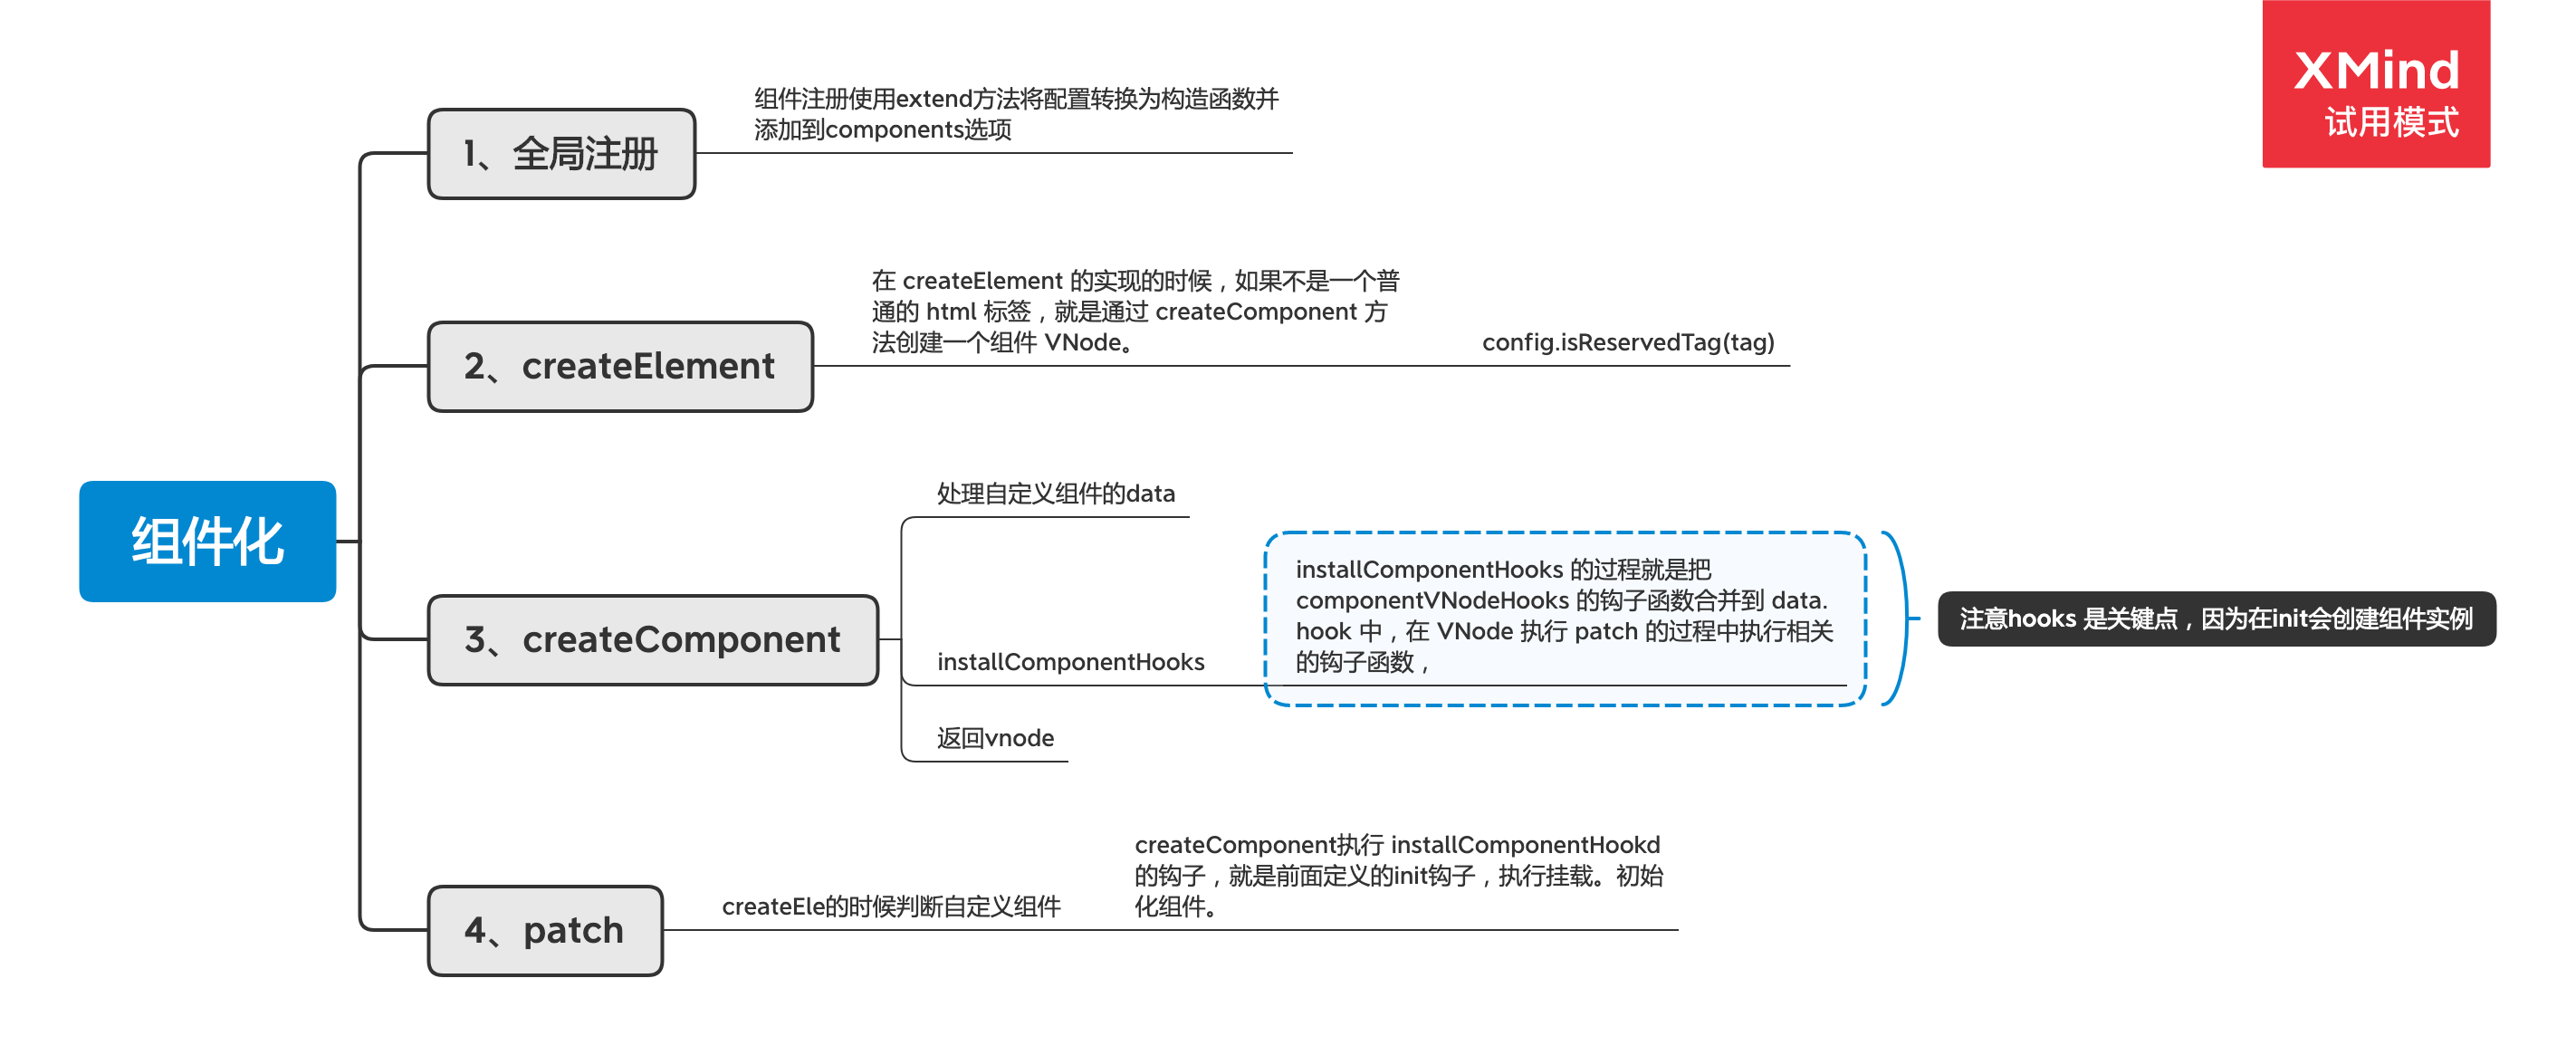 XMind
试用模式
组件化
1、全局注册
组件注册使用extend方法将配置转换为构造函数并
添加到components选项
2、createElement
在 createElement 的实现的时候，如果不是一个普
通的 html 标签，就是通过 createComponent 方
法创建一个组件 VNode。
config.isReservedTag(tag)
3、createComponent
处理自定义组件的data
installComponentHooks
installComponentHooks 的过程就是把
componentVNodeHooks 的钩子函数合并到 data.
hook 中，在 VNode 执行 patch 的过程中执行相关
的钩子函数，
注意hooks 是关键点，因为在init会创建组件实例
返回vnode
4、patch
createEle的时候判断自定义组件
createComponent执行 installComponentHookd
的钩子，就是前面定义的init钩子，执行挂载。初始
化组件。